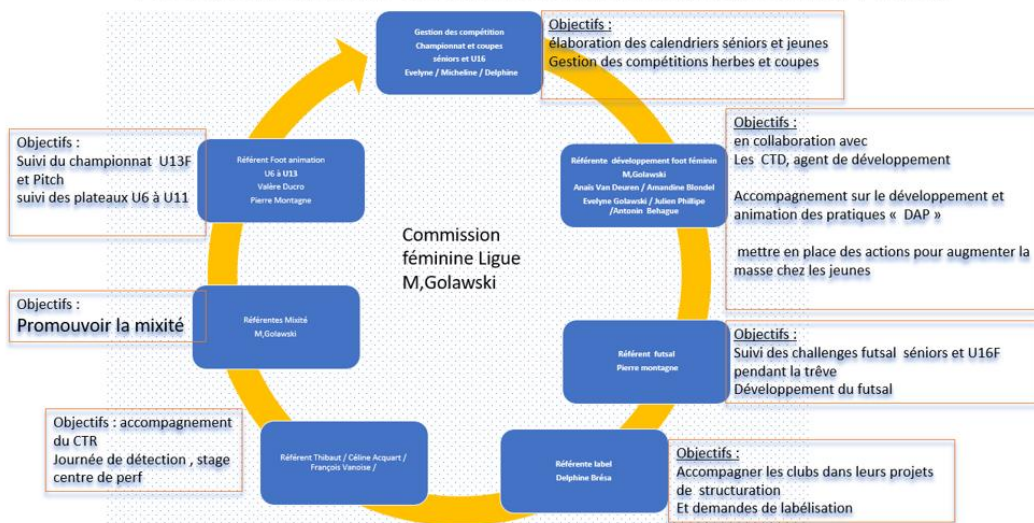 Gestion des compétition
Championnat et coupes
séniors et U16
Evelyne / Micheline / Delphine
Objectifs :
élaboration des calendriers séniors et jeunes
Gestion des compétitions herbes et coupes
Référente développement foot féminin
M,Golawski
Anaïs Van Deuren / Amandine Blondel
Evelyne Golawski / Julien Phillipe
/Antonin Behague
Objectifs :
en collaboration avec
Les CTD, agent de développement
Accompagnement sur le développement et
animation des pratiques « DAP »
mettre en place des actions pour augmenter la
masse chez les jeunes
Référent futsal
Pierre montagne
Objectifs :
Suivi des challenges futsal séniors et U16F
pendant la trêve
Développement du futsal
Référente label
Delphine Brésa
Objectifs :
Accompagner les clubs dans leurs projets
de structuration
Et demandes de labélisation
Référent Thibaut / Céline Acquart /
François Vanoise /
Objectifs : accompagnement
du CTR
Journée de détection , stage
centre de perf
Référentes Mixité
M,Golawski
Objectifs :
Promouvoir la mixité
Référent Foot animation
U6 à U13
Valère Ducro
Pierre Montagne
Objectifs :
Suivi du championnat U13F
et Pitch
suivi des plateaux U6 à U11
Commission
féminine Ligue
M,Golawski